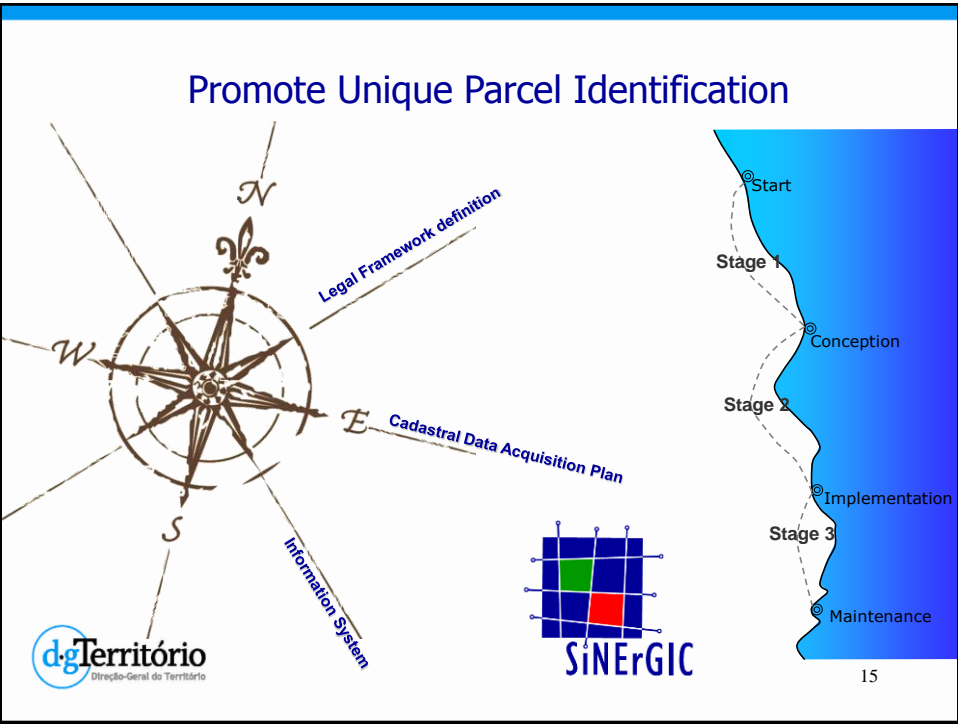 Promote Unique Parcel Identification
N
W
E
S
Legal Framework definition
Cadastral Data Acquisition Plan
Information System
Start
Stage 1
Conception
Stage 2
Implementation
Stage 3
Maintenance
SiNErGIC
d·gTerritório
Direção-Geral do Território
15